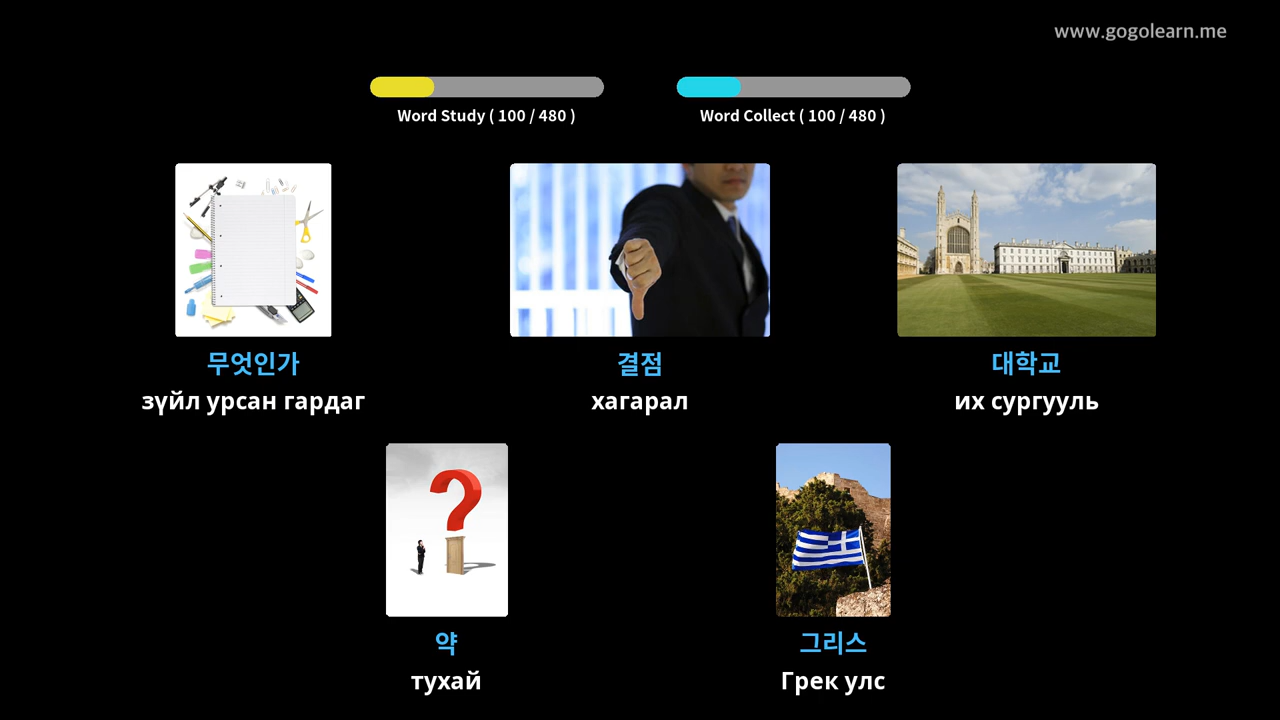 www.gogolearn.me
Word Study ( 100 / 480 )
Word Collect ( 100 / 480 )
무엇인가
зүйл урсан гардаг
결점
хагарал
대학교
их сургууль
약
тухай
그리스
Грек улс